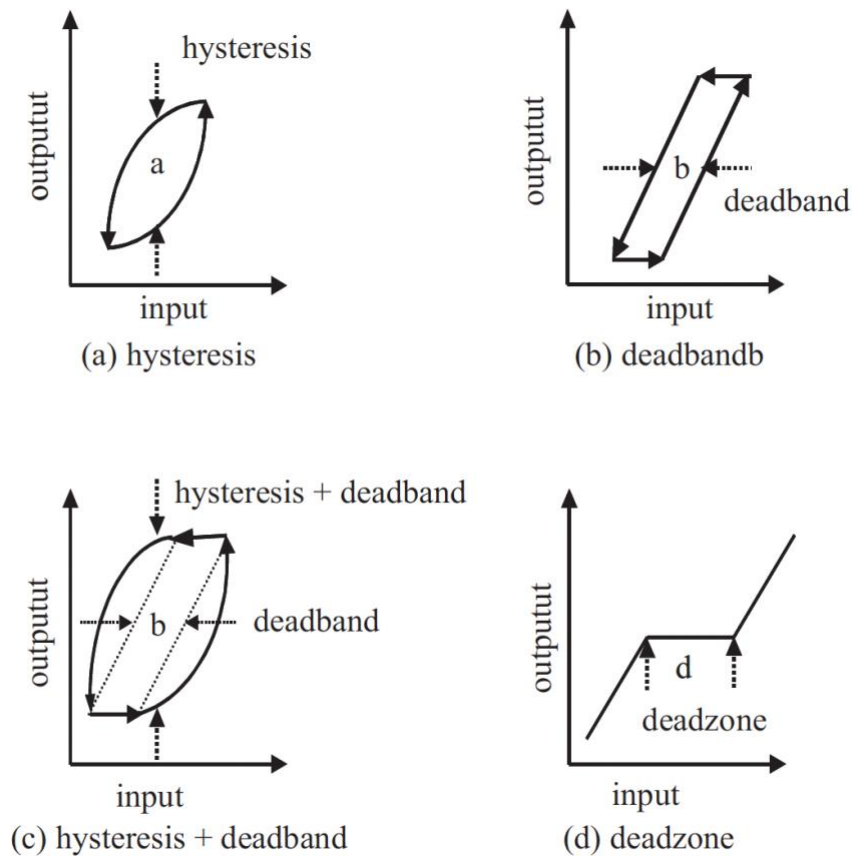 hysteresis
outputut
a
input
(a) hysteresis
outputut
b
deadband
input
(b) deadbandb
hysteresis + deadband
outputut
b
deadband
input
(c) hysteresis + deadband
outputut
d
deadzone
input
(d) deadzone